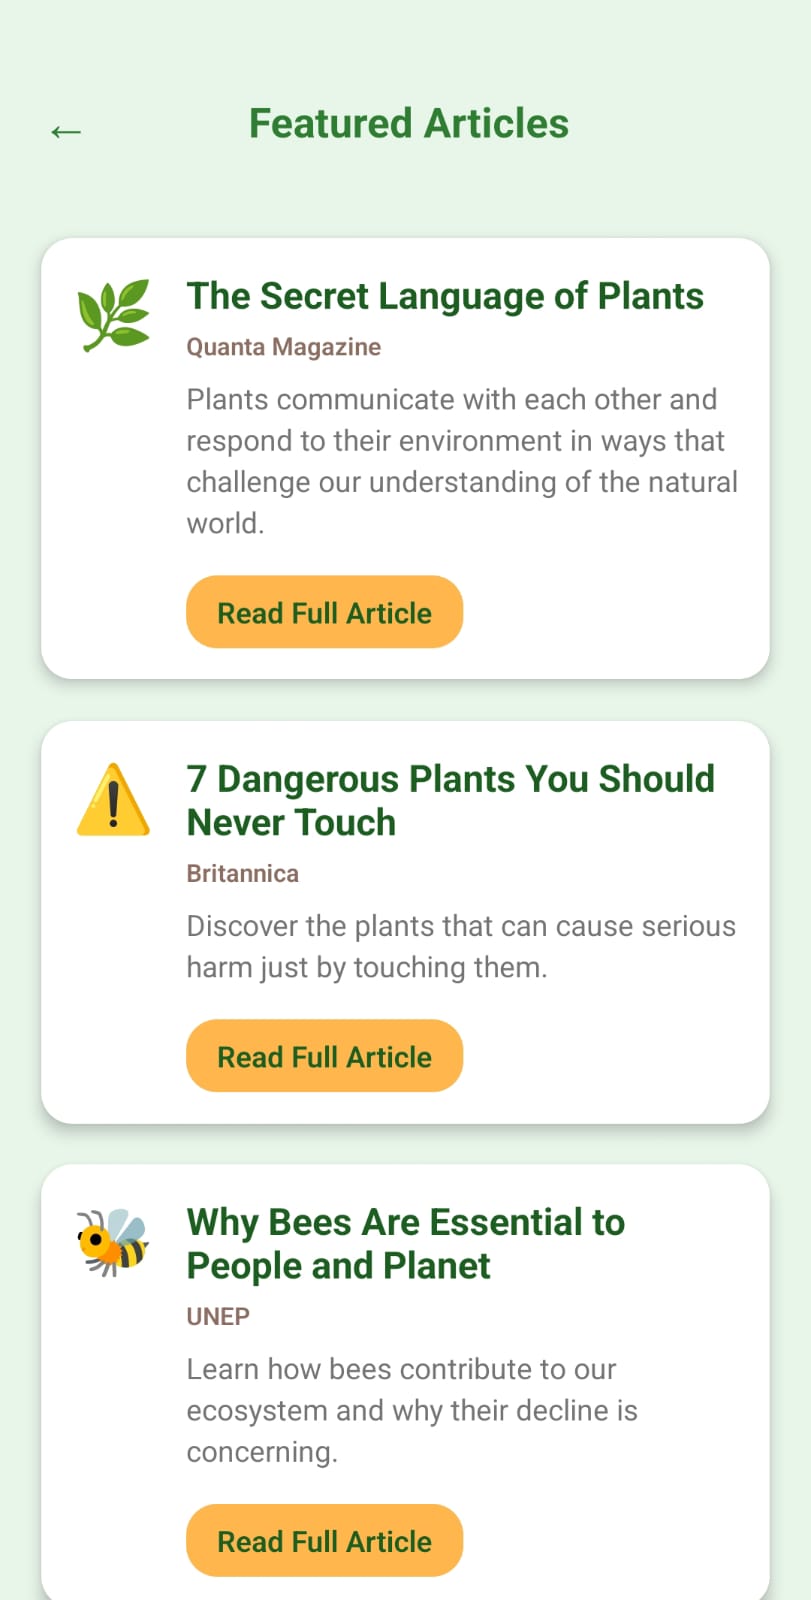 ← Featured Articles
The Secret Language of Plants
Quanta Magazine
Plants communicate with each other and
respond to their environment in ways that
challenge our understanding of the natural
world.
Read Full Article
7 Dangerous Plants You Should
Never Touch
Britannica
Discover the plants that can cause serious
harm just by touching them.
Read Full Article
Why Bees Are Essential to
People and Planet
UNEP
Learn how bees contribute to our
ecosystem and why their decline is
concerning.
Read Full Article